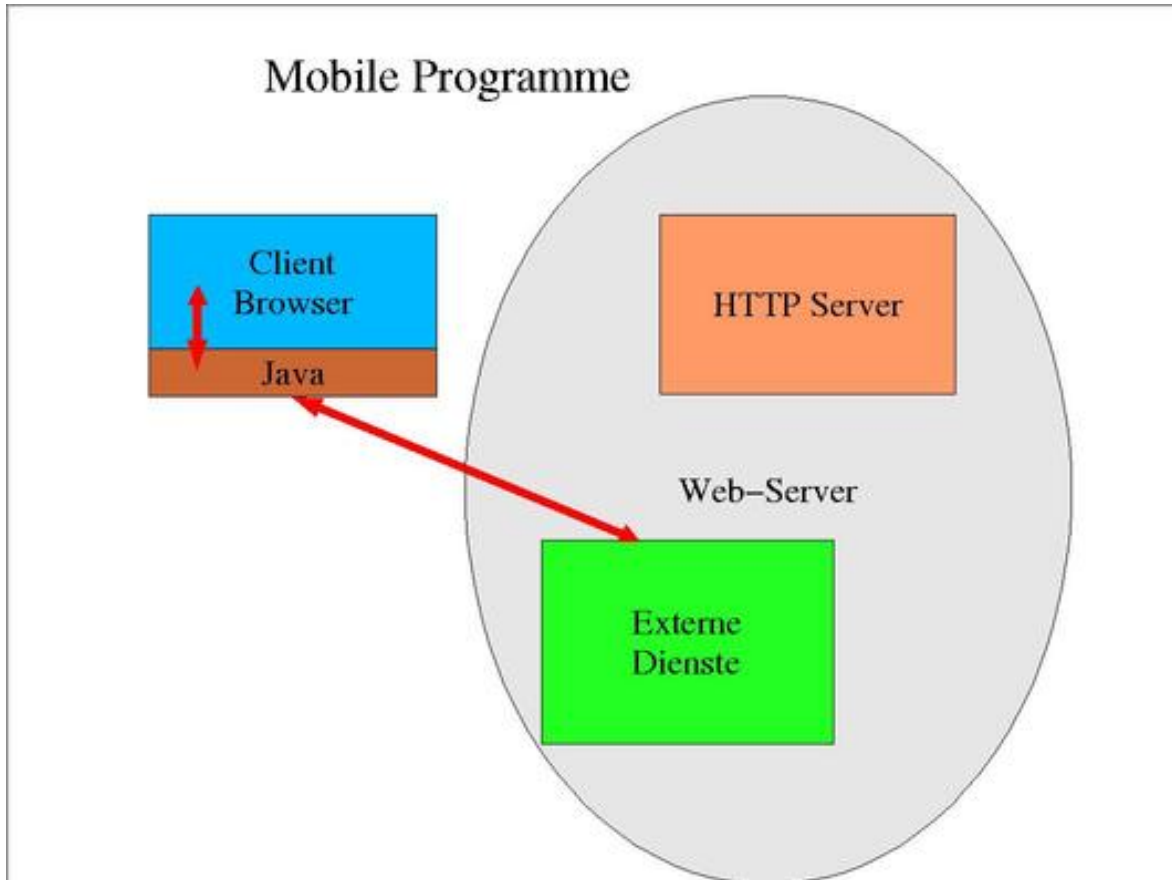 Mobile Programme
Client
Browser
Java
HTTP Server
Web-Server
Externe
Dienste